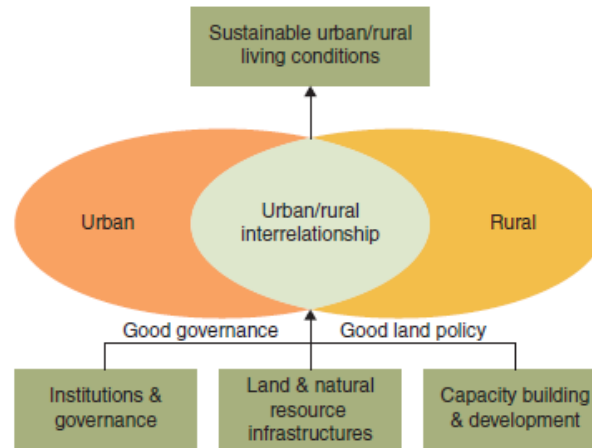 Sustainable urban/rural
living conditions
Urban
Urban/rural
interrelationship
Rural
Good governance
Good land policy
Institutions &
governance
Land & natural
resource
infrastructures
Capacity building
& development